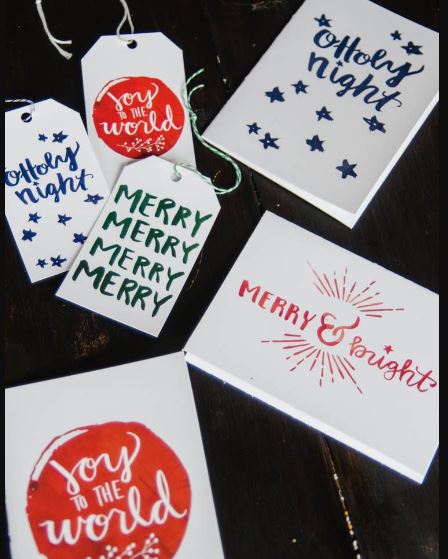 Joy
to the
world
O Holy
night
O Holy
night
MERRY
MERRY
MERRY
MERRY
MERRY & bright
Joy
TO THE
world